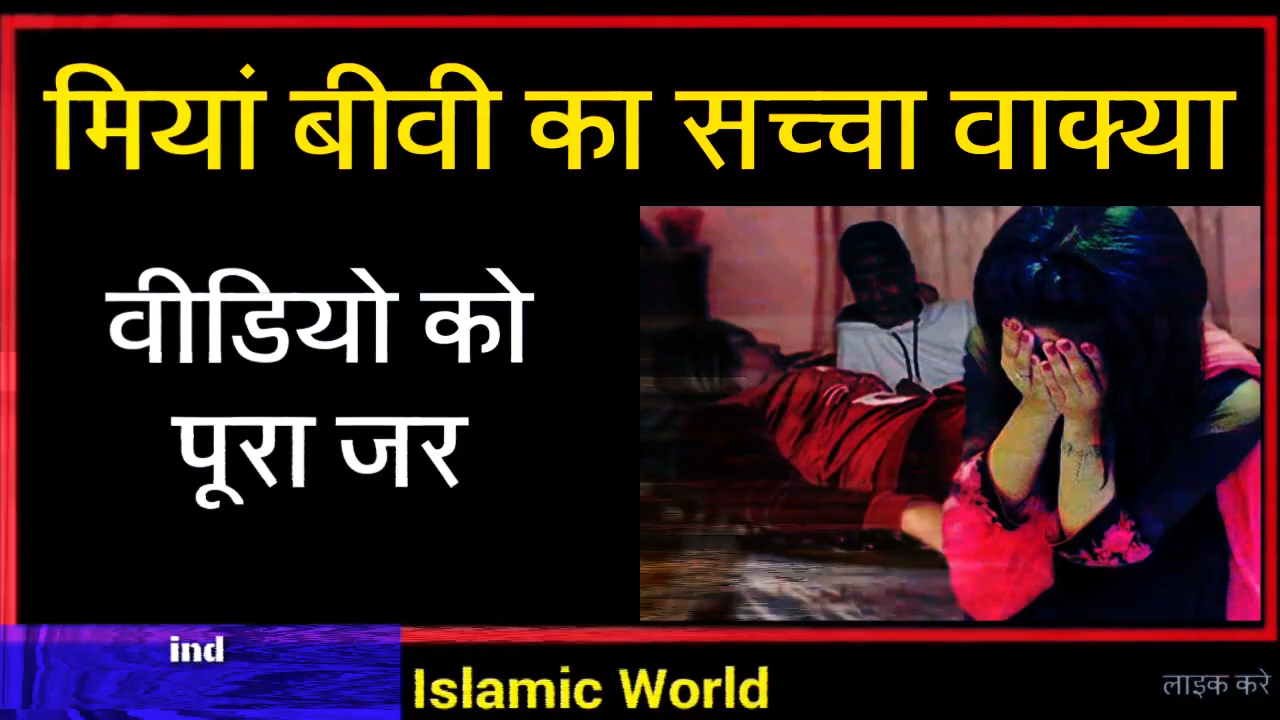 मियां बीवी का सच्चा वाक्या
वीडियो को
पूरा जर
ind
Islamic World
लाइक करे